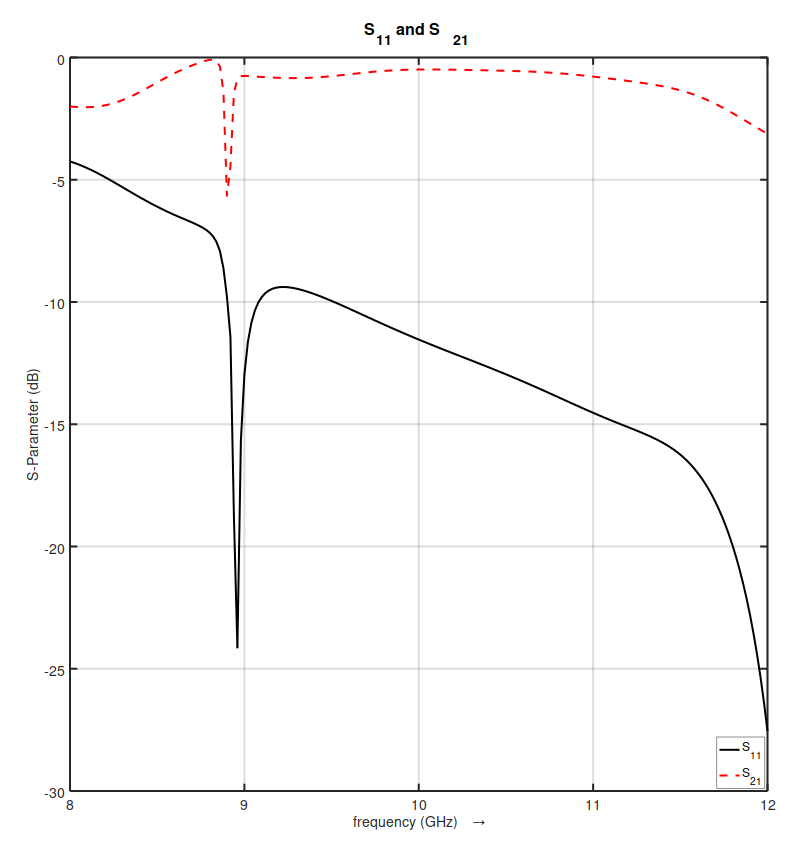 S11 and S 21
0
-5
-10
-15
-20
-25
-30
S-Parameter (dB)
8
9
10
11
12
frequency (GHz) →
S11
S21